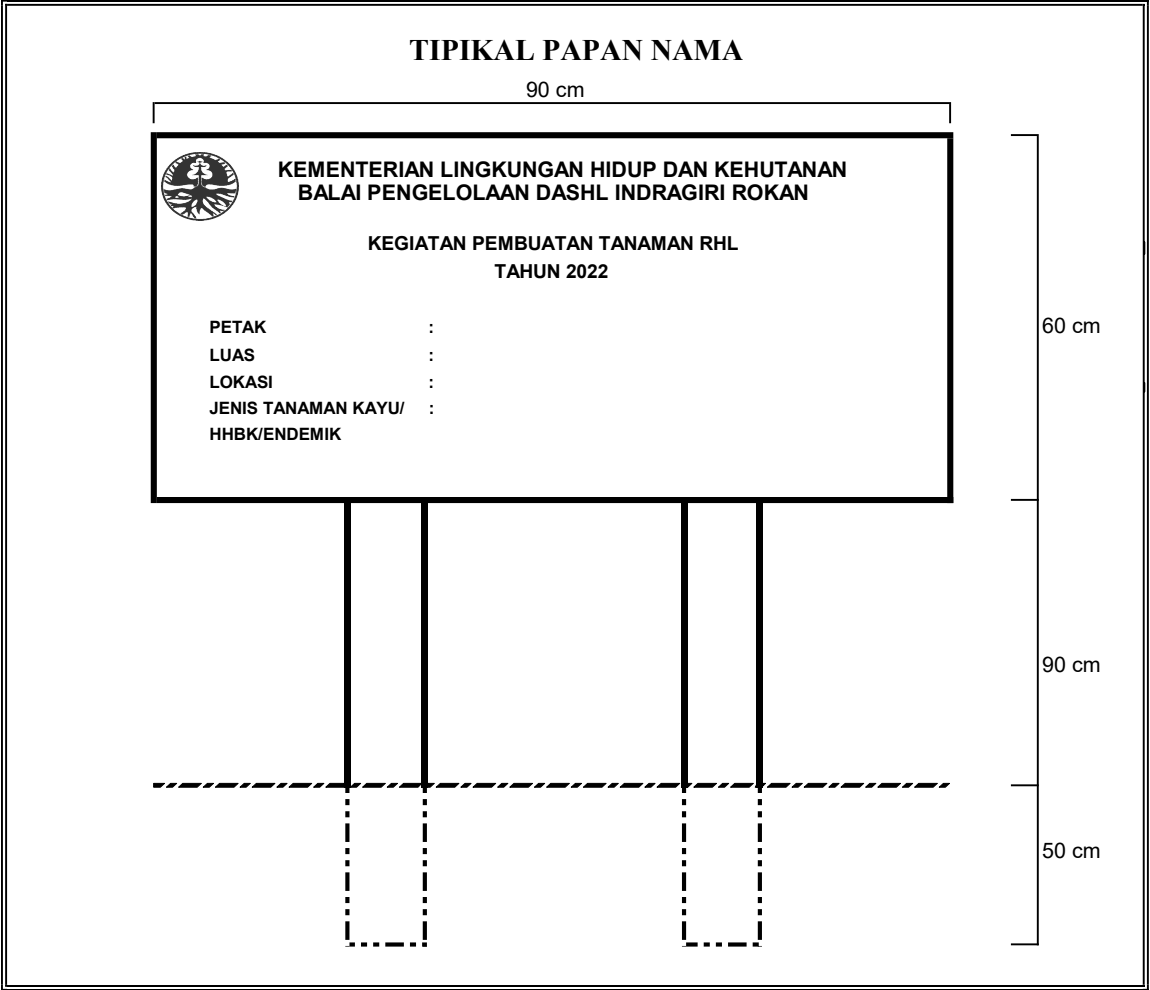 TIPIKAL PAPAN NAMA
90 cm
KEMENTERIAN LINGKUNGAN HIDUP DAN KEHUTANAN
BALAI PENGELOLAAN DASHL INDRAGIRI ROKAN
KEGIATAN PEMBUATAN TANAMAN RHL
TAHUN 2022
PETAK :
LUAS :
LOKASI :
JENIS TANAMAN KAYU/ :
HHBK/ENDEMIK
60 cm
90 cm
50 cm